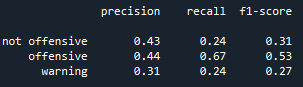 precision recall f1-score
not offensive 0.43 0.24 0.31
offensive 0.44 0.67 0.53
warning 0.31 0.24 0.27